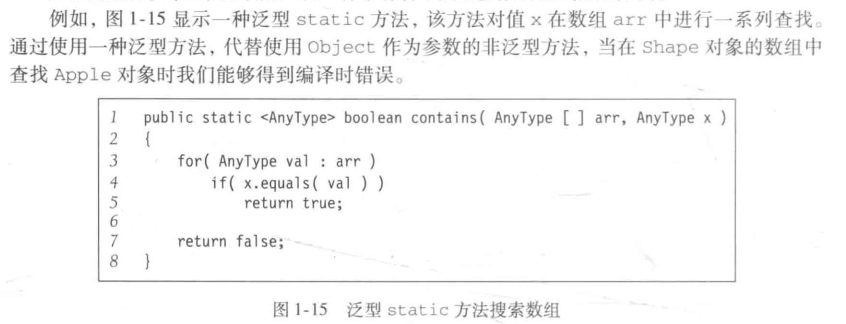 例如，图 1-15 显示一种泛型 static 方法，该方法对值 x 在数组 arr 中进行一系列查找。
通过使用一种泛型方法，代替使用 Object 作为参数的非泛型方法，当在 Shape 对象的数组中
查找 Apple 对象时我们能够得到编译时错误。
1 public static <AnyType> boolean contains( AnyType [ ] arr, AnyType x )
2 {
3 for( AnyType val : arr )
4 if( x.equals( val ) )
5 return true;
6
7 return false;
8 }
图 1-15 泛型 static 方法搜索数组